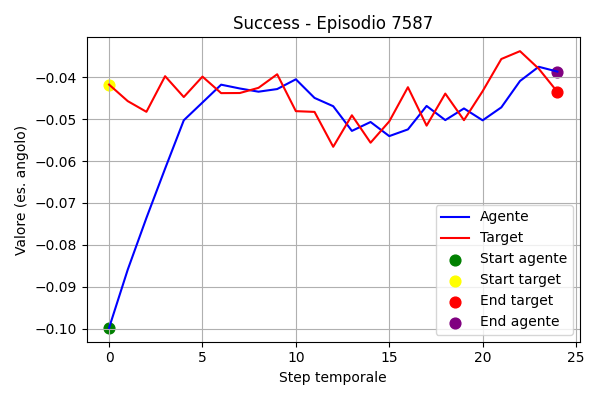 Success - Episodio 7587
Valore (es. angolo)
−0.04
−0.05
−0.06
−0.07
−0.08
−0.09
−0.10
0
5
10
15
20
25
Step temporale
Agente
Target
Start agente
Start target
End target
End agente